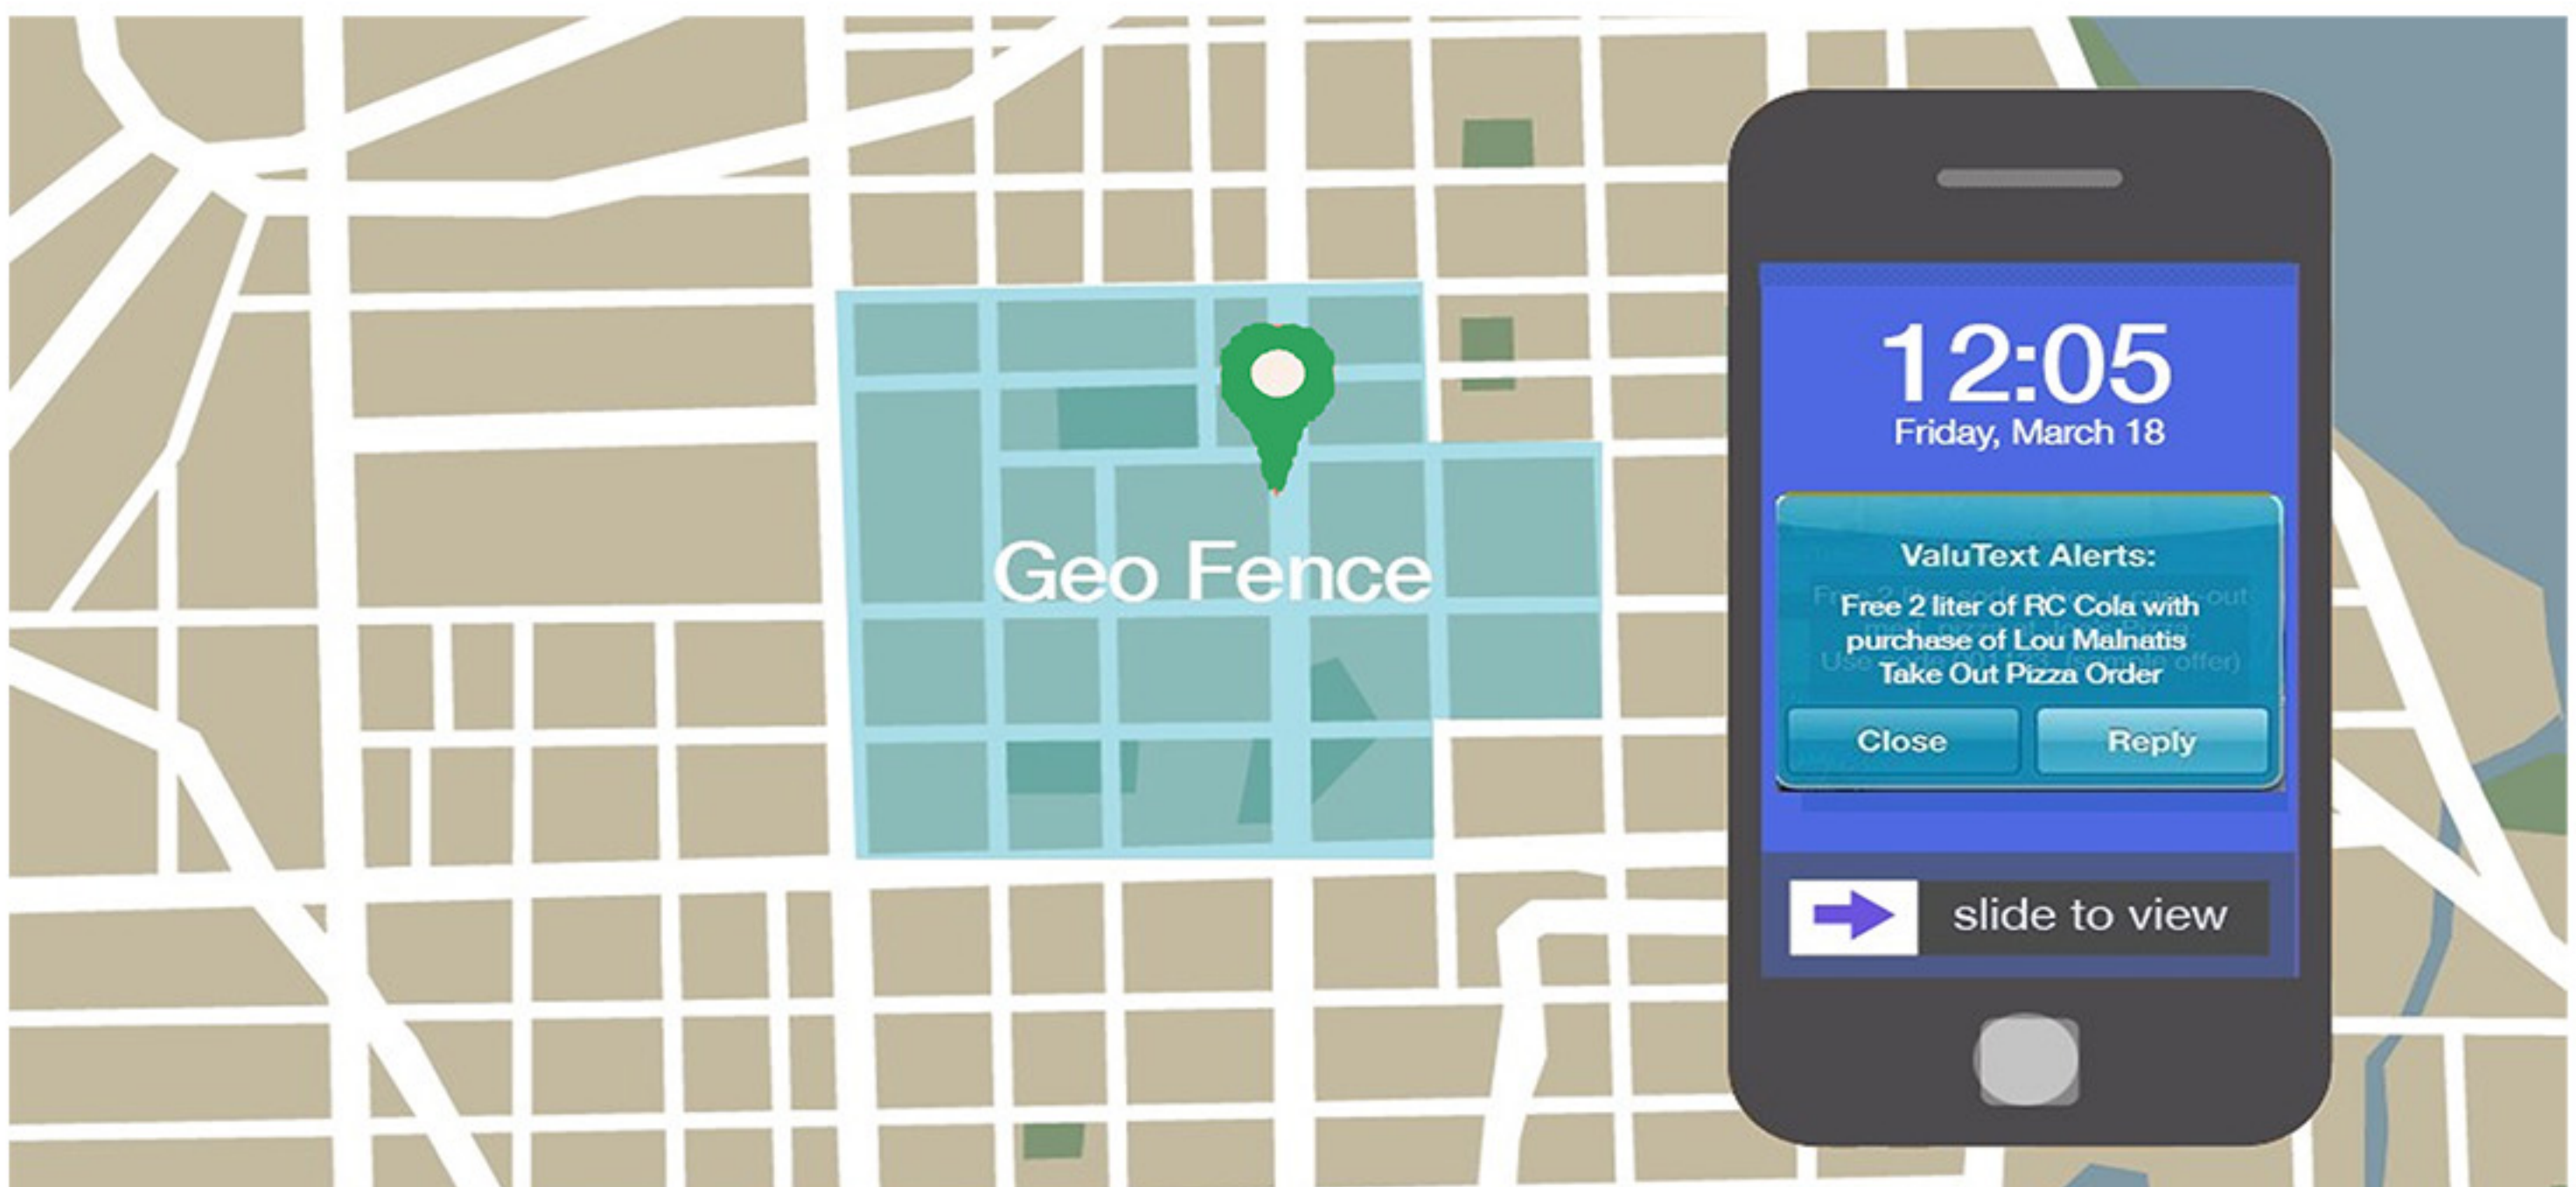 Geo Fence
12:05
Friday, March 18
ValuText Alerts:
Free 2 liter of RC Cola with
purchase of Lou Malnatis
Take Out Pizza Order
Close
Reply
slide to view